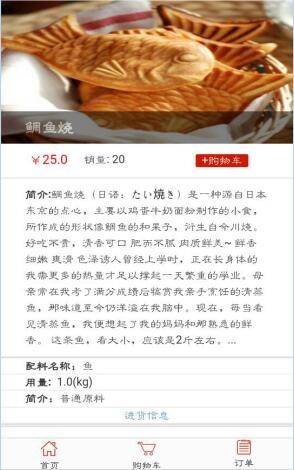 鲷鱼烧
￥25.0 销量: 20 +购物车
简介:鲷鱼烧（日语：たい焼き）是一种源自日本
东京的点心，主要以鸡蛋牛奶面粉制作的小食，
所作成的形状像鲷鱼的和果子，衍生自今川烧。
好吃不贵，清香可口 肥而不腻 肉质鲜美~ 鲜香
细嫩 爽滑 色泽诱人曾经上学时，正在长身体的
我需要多的热量才足以撑起一天繁重的学业。母
亲常在我考了满分成绩后犒赏我亲手烹饪的清蒸
鱼，那味道至今仍洋溢在我脑中。现在，每当看
见清蒸鱼，我便想起了我的妈妈和那熟悉的鲜
香。 这条鱼，看大小，应该是2斤左右。...
配料名称：鱼
用量: 1.0(kg)
简介：普通原料
进货信息
首页 购物车 订单